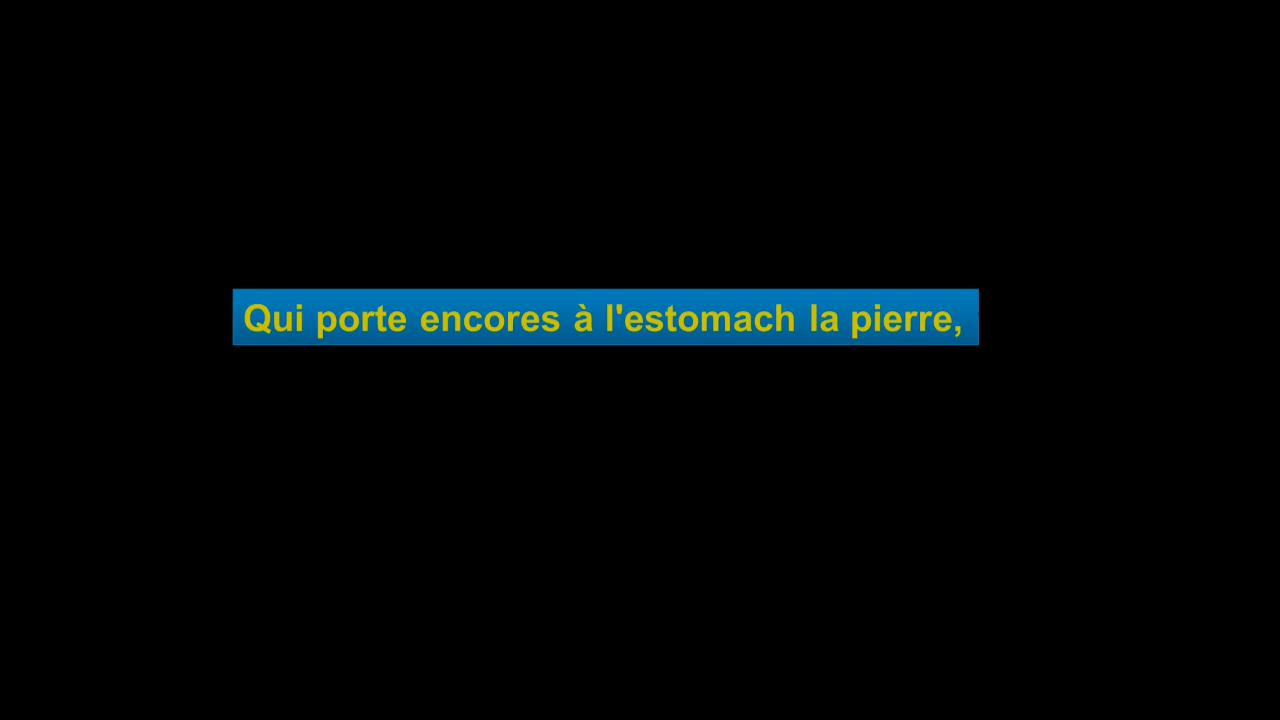 Qui porte encores à l'estomach la pierre,